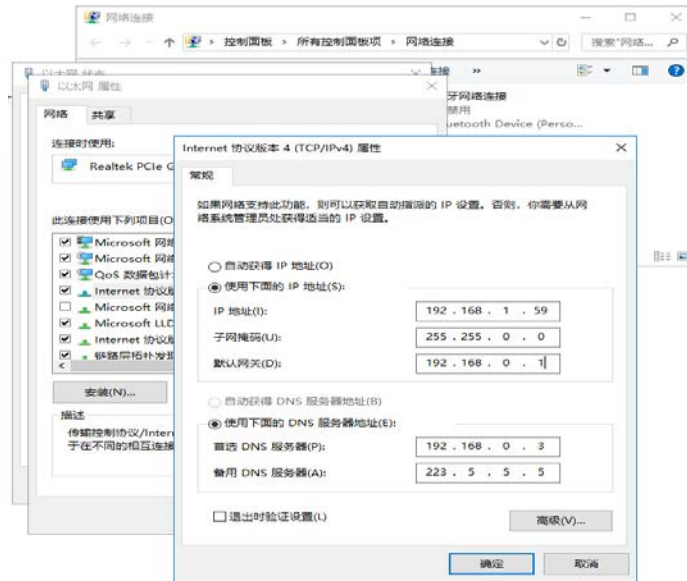 网络连接
控制面板 › 所有控制面板项 › 网络连接
搜索"网络...
以太网 状态
连接 »
以太网 属性
牙网络连接
禁用
uetooth Device (Perso...
网络 共享
连接时使用:
Realtek PCIe G
此连接使用下列项目(O
Microsoft 网络
Microsoft 网络
QoS 数据包计
Internet 协议版
Microsoft 网络
Microsoft LLD
Internet 协议版
链路层拓扑发现
安装(N)...
描述
传输控制协议/Intern
于在不同的相互连接
Internet 协议版本 4 (TCP/IPv4) 属性
常规
如果网络支持此功能，则可以获取自动指派的 IP 设置。否则，你需要从网
络系统管理员处获得适当的 IP 设置。
自动获得 IP 地址(O)
使用下面的 IP 地址(S):
IP 地址(I): 192 . 168 . 1 . 59
子网掩码(U): 255 . 255 . 0 . 0
默认网关(D): 192 . 168 . 0 . 1
自动获得 DNS 服务器地址(B)
使用下面的 DNS 服务器地址(E):
首选 DNS 服务器(P): 192 . 168 . 0 . 3
备用 DNS 服务器(A): 223 . 5 . 5 . 5
退出时验证设置(L)
高级(V)...
确定 取消